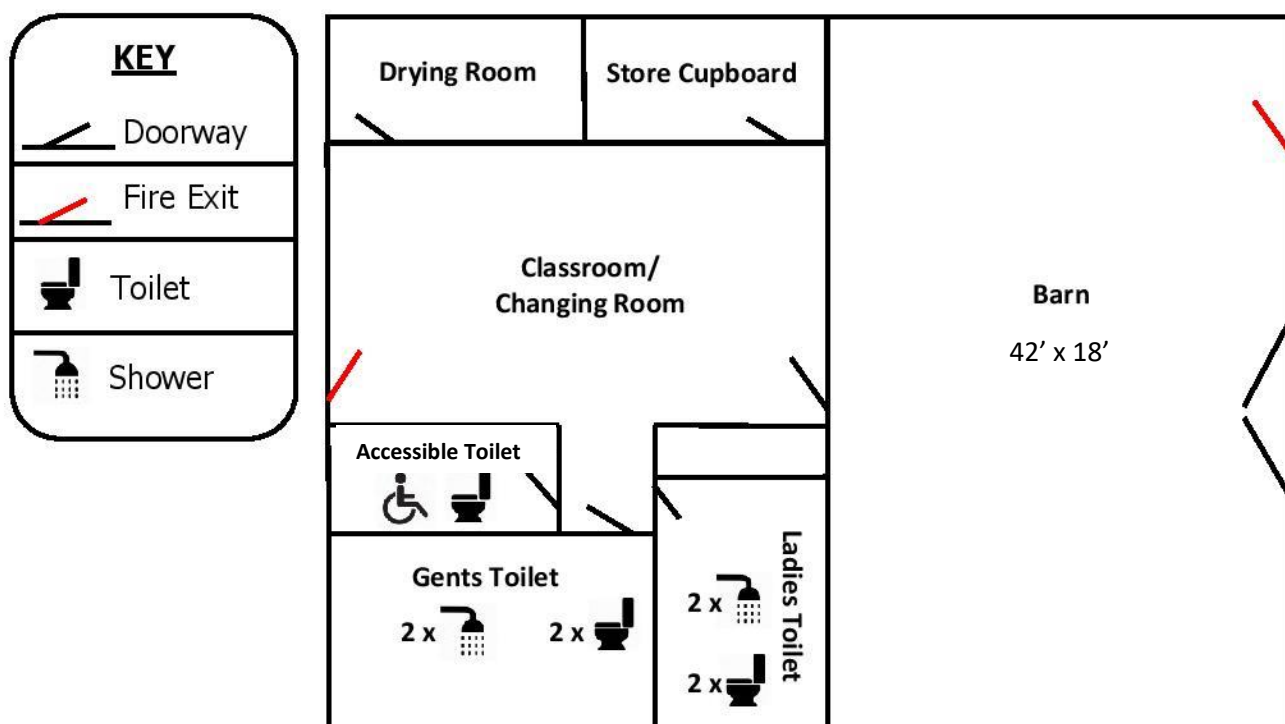 KEY
Doorway
Fire Exit
Toilet
Shower
Drying Room
Store Cupboard
Classroom/
Changing Room
Barn
42’ x 18’
Accessible Toilet
Gents Toilet
2 x
2 x
Ladies Toilet
2 x
2 x